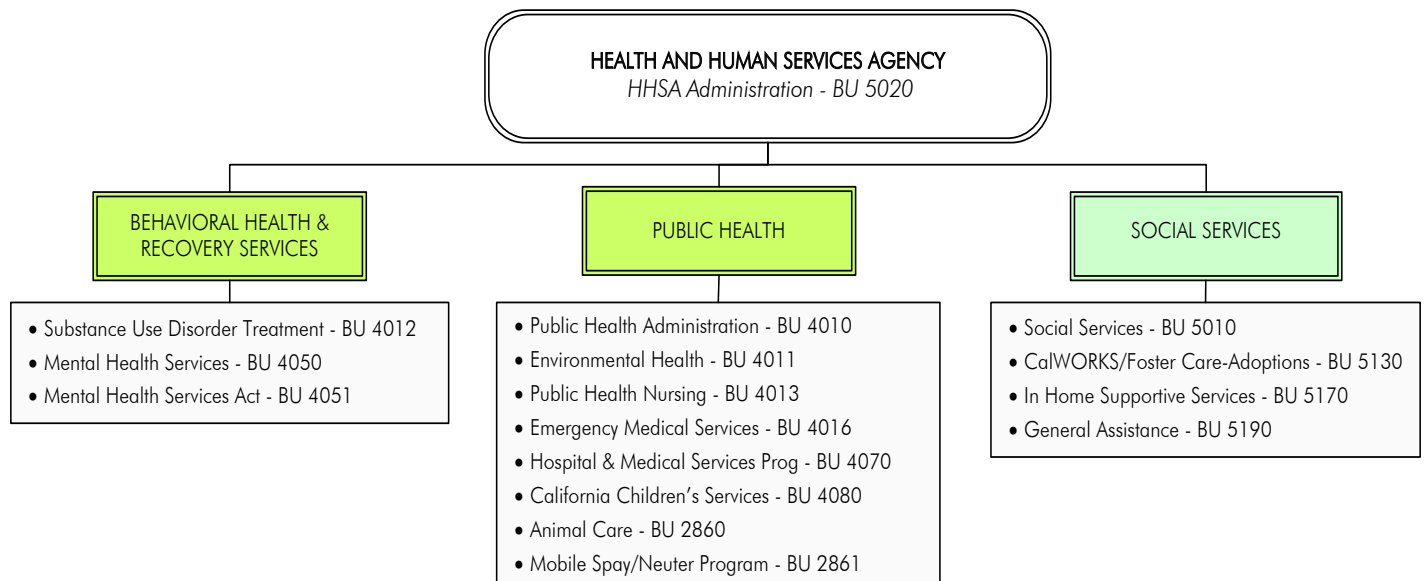 HEALTH AND HUMAN SERVICES AGENCY
HHSA Administration - BU 5020
BEHAVIORAL HEALTH &
RECOVERY SERVICES
• Substance Use Disorder Treatment - BU 4012
• Mental Health Services - BU 4050
• Mental Health Services Act - BU 4051
PUBLIC HEALTH
• Public Health Administration - BU 4010
• Environmental Health - BU 4011
• Public Health Nursing - BU 4013
• Emergency Medical Services - BU 4016
• Hospital & Medical Services Prog - BU 4070
• California Children’s Services - BU 4080
• Animal Care - BU 2860
• Mobile Spay/Neuter Program - BU 2861
SOCIAL SERVICES
• Social Services - BU 5010
• CalWORKS/Foster Care-Adoptions - BU 5130
• In Home Supportive Services - BU 5170
• General Assistance - BU 5190